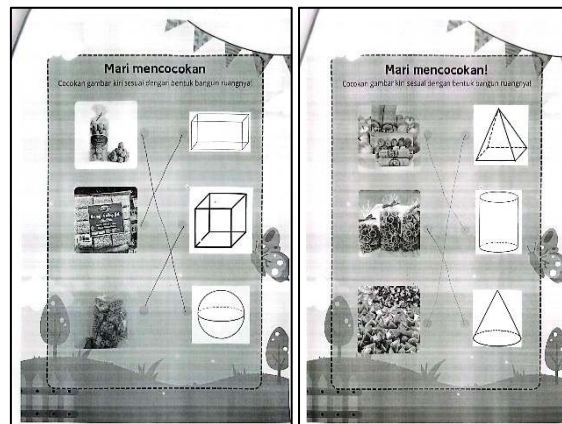 Mari mencocokan
Cocokan gambar kiri sesuai dengan bentuk bangun ruangnya!
Mari mencocokan!
Cocokan gambar kiri sesuai dengan bentuk bangun ruangnya!